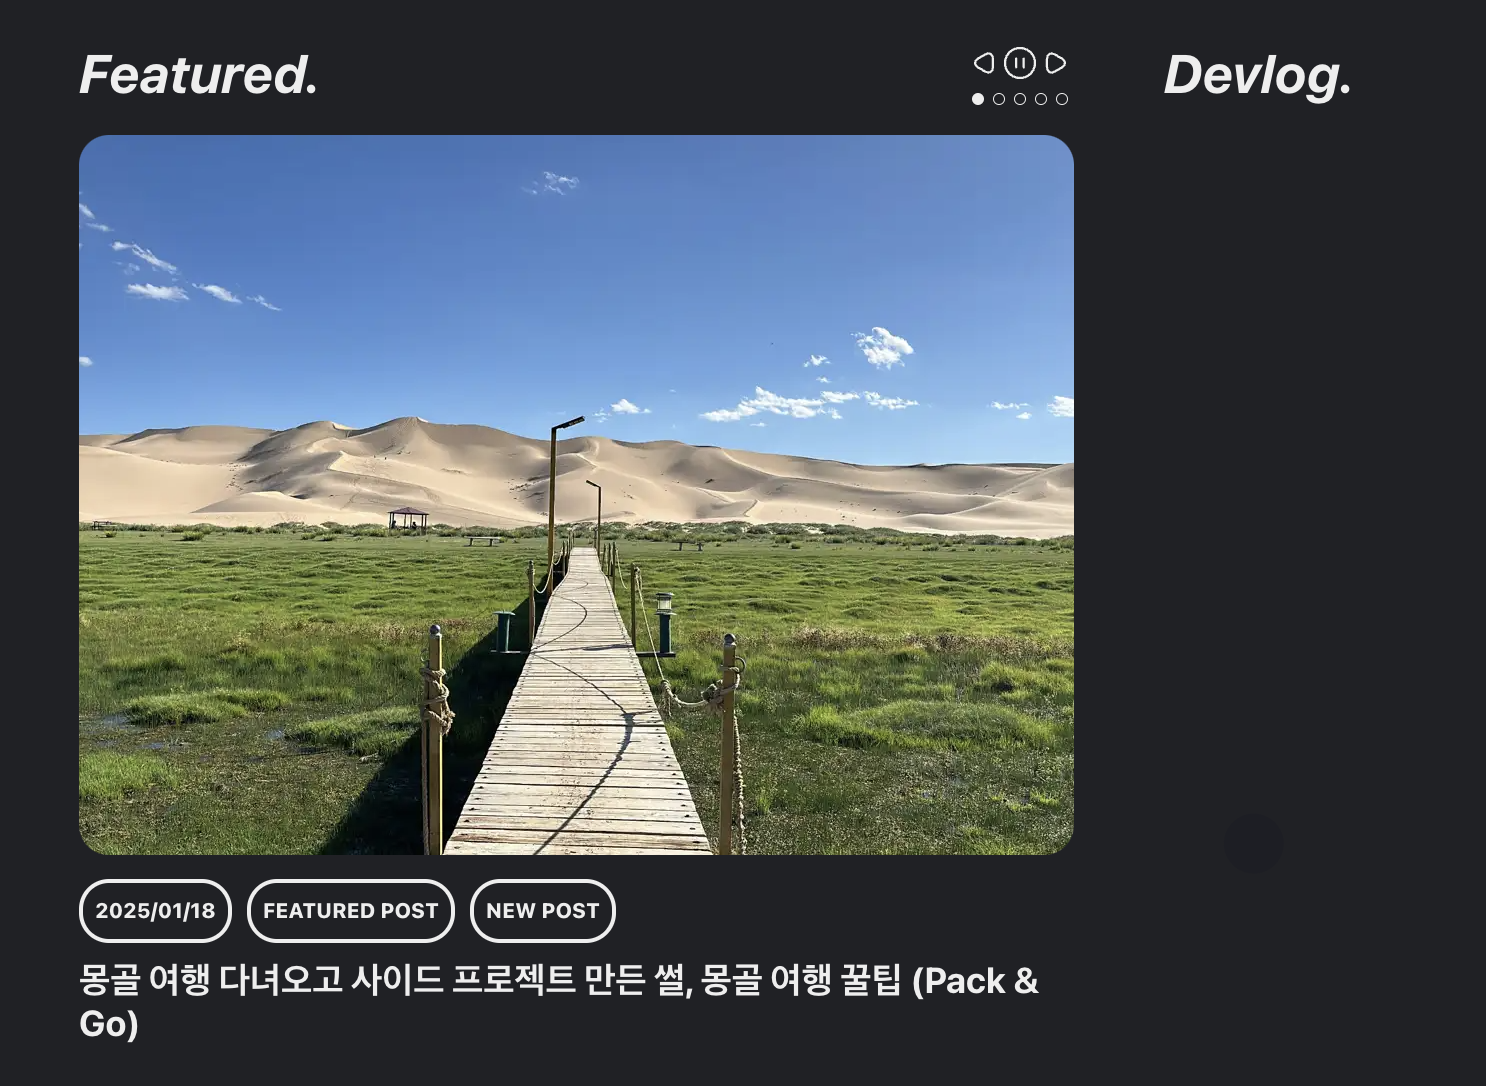 Featured.
Devlog.
2025/01/18
FEATURED POST
NEW POST
몽골 여행 다녀오고 사이드 프로젝트 만든 썰, 몽골 여행 꿀팁 (Pack &
Go)